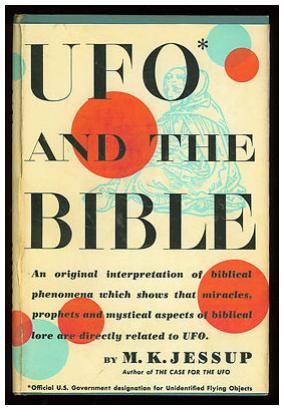 UFO*
AND THE
BIBLE
An original interpretation of biblical
phenomena which shows that miracles,
prophets and mystical aspects of biblical
lore are directly related to UFO.
BY M. K. JESSUP
Author of THE CASE FOR THE UFO
*Official U.S. Government designation for Unidentified Flying Objects